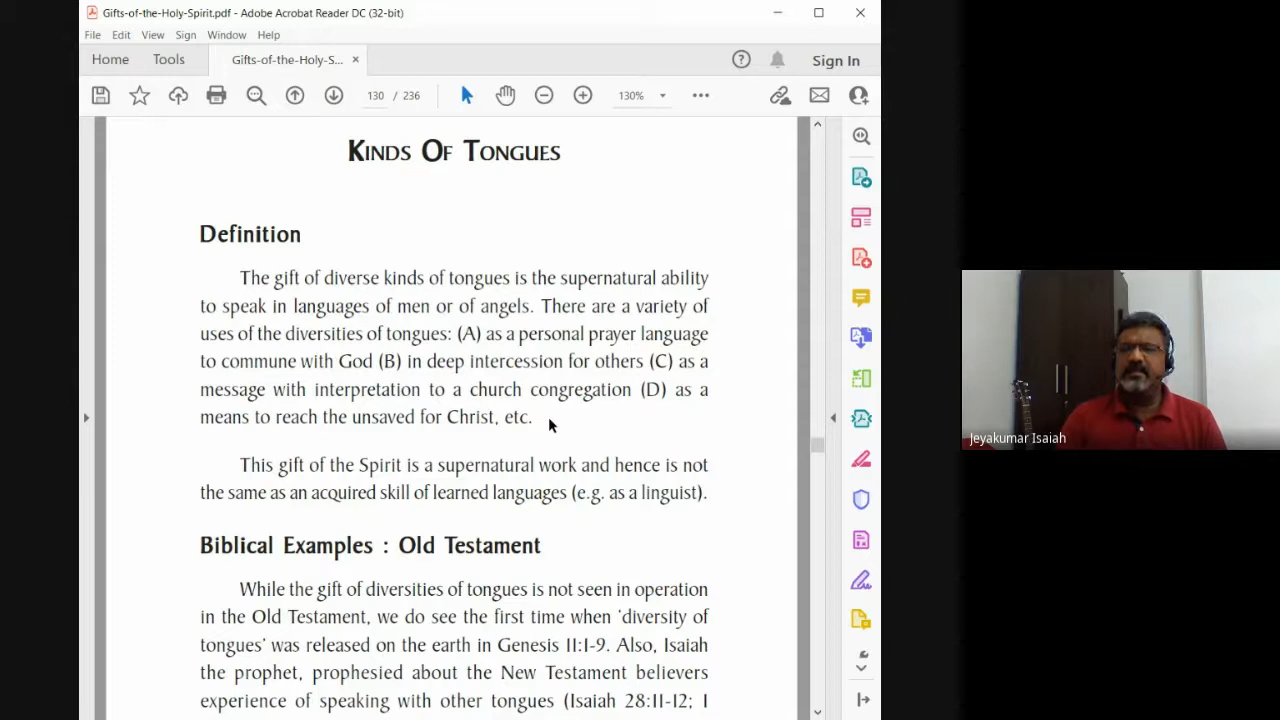 Gifts-of-the-Holy-Spirit.pdf - Adobe Acrobat Reader DC (32-bit)
File Edit View Sign Window Help
Home Tools Gifts-of-the-Holy-S... × Sign In
130 / 236 130%
KINDS OF TONGUES
Definition
The gift of diverse kinds of tongues is the supernatural ability
to speak in languages of men or of angels. There are a variety of
uses of the diversities of tongues: (A) as a personal prayer language
to commune with God (B) in deep intercession for others (C) as a
message with interpretation to a church congregation (D) as a
means to reach the unsaved for Christ, etc.
This gift of the Spirit is a supernatural work and hence is not
the same as an acquired skill of learned languages (e.g. as a linguist).
Biblical Examples : Old Testament
While the gift of diversities of tongues is not seen in operation
in the Old Testament, we do see the first time when 'diversity of
tongues' was released on the earth in Genesis 11:1-9. Also, Isaiah
the prophet, prophesied about the New Testament believers
experience of speaking with other tongues (Isaiah 28:11-12; I
Jeyakumar Isaiah